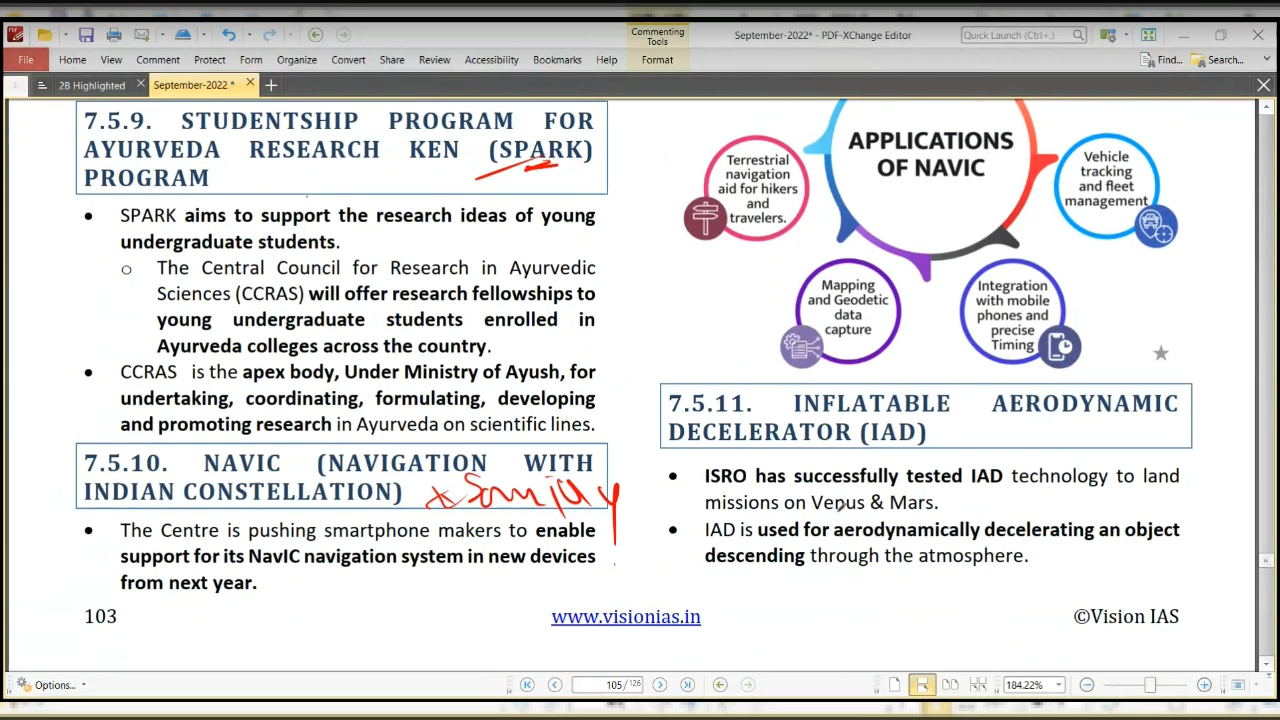 Commenting
Tools
September-2022* - PDF-XChange Editor
Quick Launch (Ctrl+.)
File
Home
View
Comment
Protect
Form
Organize
Convert
Share
Review
Accessibility
Bookmarks
Help
Format
Find...
Search...
2B Highlighted
September-2022 *
7.5.9. STUDENTSHIP PROGRAM FOR
AYURVEDA RESEARCH KEN (SPARK)
PROGRAM
• SPARK aims to support the research ideas of young
undergraduate students.
o The Central Council for Research in Ayurvedic
Sciences (CCRAS) will offer research fellowships to
young undergraduate students enrolled in
Ayurveda colleges across the country.
• CCRAS is the apex body, Under Ministry of Ayush, for
undertaking, coordinating, formulating, developing
and promoting research in Ayurveda on scientific lines.
7.5.10. NAVIC (NAVIGATION WITH
INDIAN CONSTELLATION)
• The Centre is pushing smartphone makers to enable
support for its NavIC navigation system in new devices
from next year.
APPLICATIONS
OF NAVIC
Terrestrial
navigation
aid for hikers
and
travelers.
Vehicle
tracking
and fleet
management
Mapping
and Geodetic
data
capture
Integration
with mobile
phones and
precise
Timing
7.5.11. INFLATABLE AERODYNAMIC
DECELERATOR (IAD)
• ISRO has successfully tested IAD technology to land
missions on Venus & Mars.
• IAD is used for aerodynamically decelerating an object
descending through the atmosphere.
103
www.visionias.in
©Vision IAS
Options...
105 / 126
184.22%